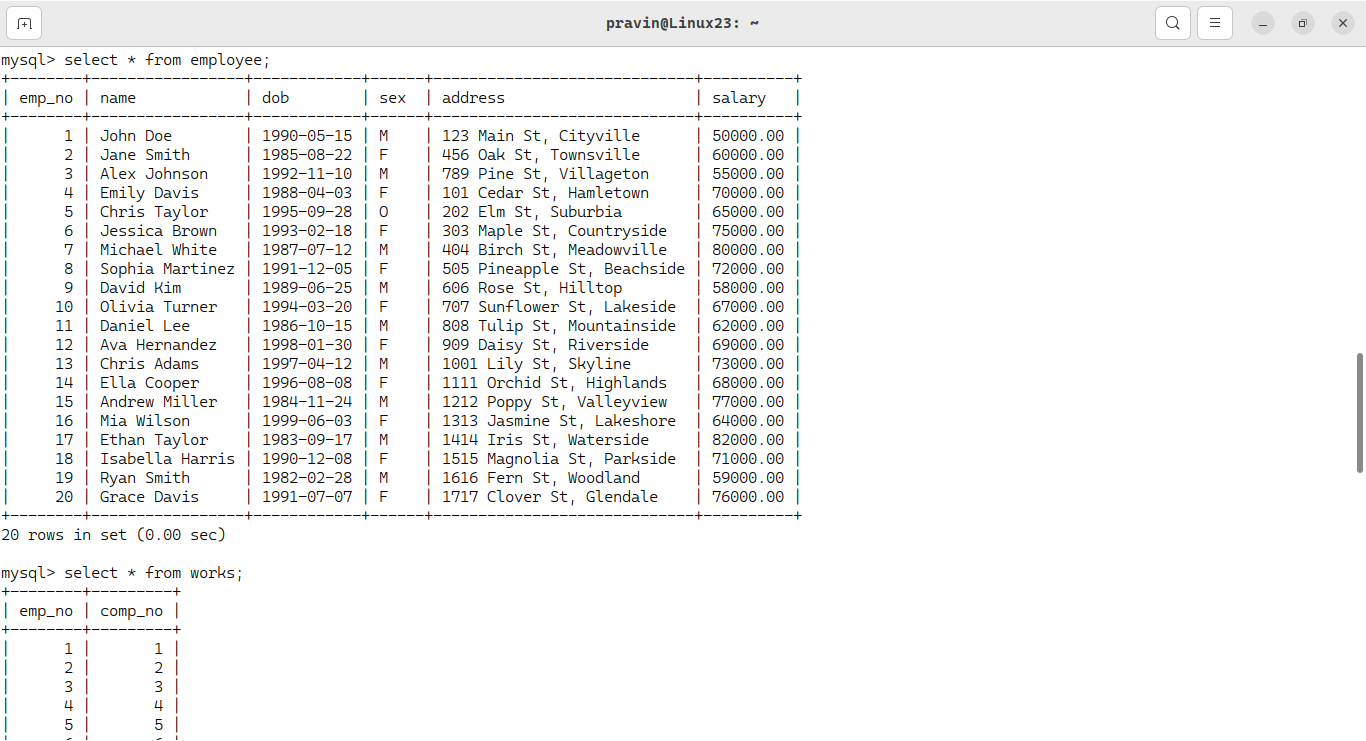 pravin@Linux23: ~
mysql> select * from employee;
+--------+-----------------+------------+------+-----------------------------+----------+
| emp_no | name            | dob        | sex  | address                     | salary   |
+--------+-----------------+------------+------+-----------------------------+----------+
|      1 | John Doe        | 1990-05-15 | M    | 123 Main St, Cityville      | 50000.00 |
|      2 | Jane Smith      | 1985-08-22 | F    | 456 Oak St, Townsville      | 60000.00 |
|      3 | Alex Johnson    | 1992-11-10 | M    | 789 Pine St, Villageton     | 55000.00 |
|      4 | Emily Davis     | 1988-04-03 | F    | 101 Cedar St, Hamletown     | 70000.00 |
|      5 | Chris Taylor    | 1995-09-28 | O    | 202 Elm St, Suburbia        | 65000.00 |
|      6 | Jessica Brown   | 1993-02-18 | F    | 303 Maple St, Countryside   | 75000.00 |
|      7 | Michael White   | 1987-07-12 | M    | 404 Birch St, Meadowville   | 80000.00 |
|      8 | Sophia Martinez | 1991-12-05 | F    | 505 Pineapple St, Beachside | 72000.00 |
|      9 | David Kim       | 1989-06-25 | M    | 606 Rose St, Hilltop        | 58000.00 |
|     10 | Olivia Turner   | 1994-03-20 | F    | 707 Sunflower St, Lakeside  | 67000.00 |
|     11 | Daniel Lee      | 1986-10-15 | M    | 808 Tulip St, Mountainside  | 62000.00 |
|     12 | Ava Hernandez   | 1998-01-30 | F    | 909 Daisy St, Riverside     | 69000.00 |
|     13 | Chris Adams     | 1997-04-12 | M    | 1001 Lily St, Skyline       | 73000.00 |
|     14 | Ella Cooper     | 1996-08-08 | F    | 1111 Orchid St, Highlands   | 68000.00 |
|     15 | Andrew Miller   | 1984-11-24 | M    | 1212 Poppy St, Valleyview   | 77000.00 |
|     16 | Mia Wilson      | 1999-06-03 | F    | 1313 Jasmine St, Lakeshore  | 64000.00 |
|     17 | Ethan Taylor    | 1983-09-17 | M    | 1414 Iris St, Waterside     | 82000.00 |
|     18 | Isabella Harris | 1990-12-08 | F    | 1515 Magnolia St, Parkside  | 71000.00 |
|     19 | Ryan Smith      | 1982-02-28 | M    | 1616 Fern St, Woodland      | 59000.00 |
|     20 | Grace Davis     | 1991-07-07 | F    | 1717 Clover St, Glendale    | 76000.00 |
+--------+-----------------+------------+------+-----------------------------+----------+
20 rows in set (0.00 sec)
mysql> select * from works;
+--------+---------+
| emp_no | comp_no |
+--------+---------+
|      1 |       1 |
|      2 |       2 |
|      3 |       3 |
|      4 |       4 |
|      5 |       5 |